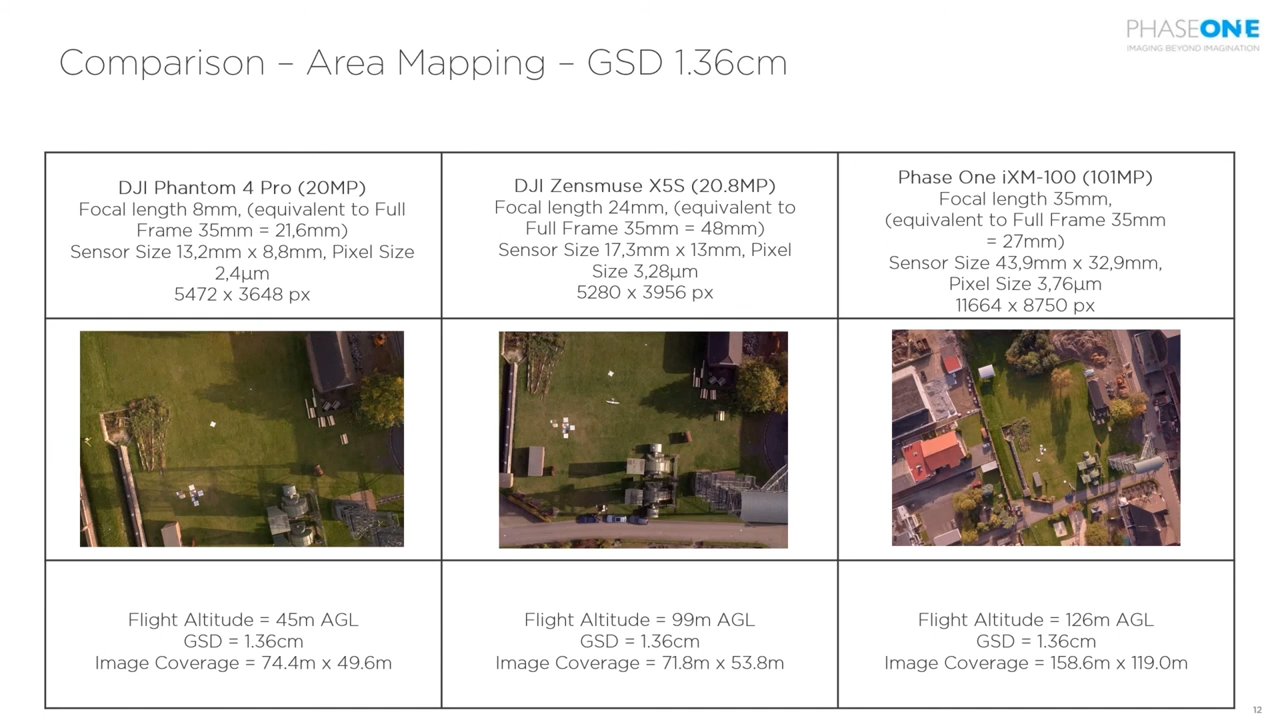 PHASEONE
IMAGING BEYOND IMAGINATION
Comparison – Area Mapping – GSD 1.36cm
DJI Phantom 4 Pro (20MP)
Focal length 8mm, (equivalent to Full
Frame 35mm = 21,6mm)
Sensor Size 13,2mm x 8,8mm, Pixel Size
2,4µm
5472 x 3648 px
DJI Zensmuse X5S (20.8MP)
Focal length 24mm, (equivalent to
Full Frame 35mm = 48mm)
Sensor Size 17,3mm x 13mm, Pixel
Size 3,28µm
5280 x 3956 px
Phase One iXM-100 (101MP)
Focal length 35mm,
(equivalent to Full Frame 35mm
= 27mm)
Sensor Size 43,9mm x 32,9mm,
Pixel Size 3,76µm
11664 x 8750 px
Flight Altitude = 45m AGL
GSD = 1.36cm
Image Coverage = 74.4m x 49.6m
Flight Altitude = 99m AGL
GSD = 1.36cm
Image Coverage = 71.8m x 53.8m
Flight Altitude = 126m AGL
GSD = 1.36cm
Image Coverage = 158.6m x 119.0m
12